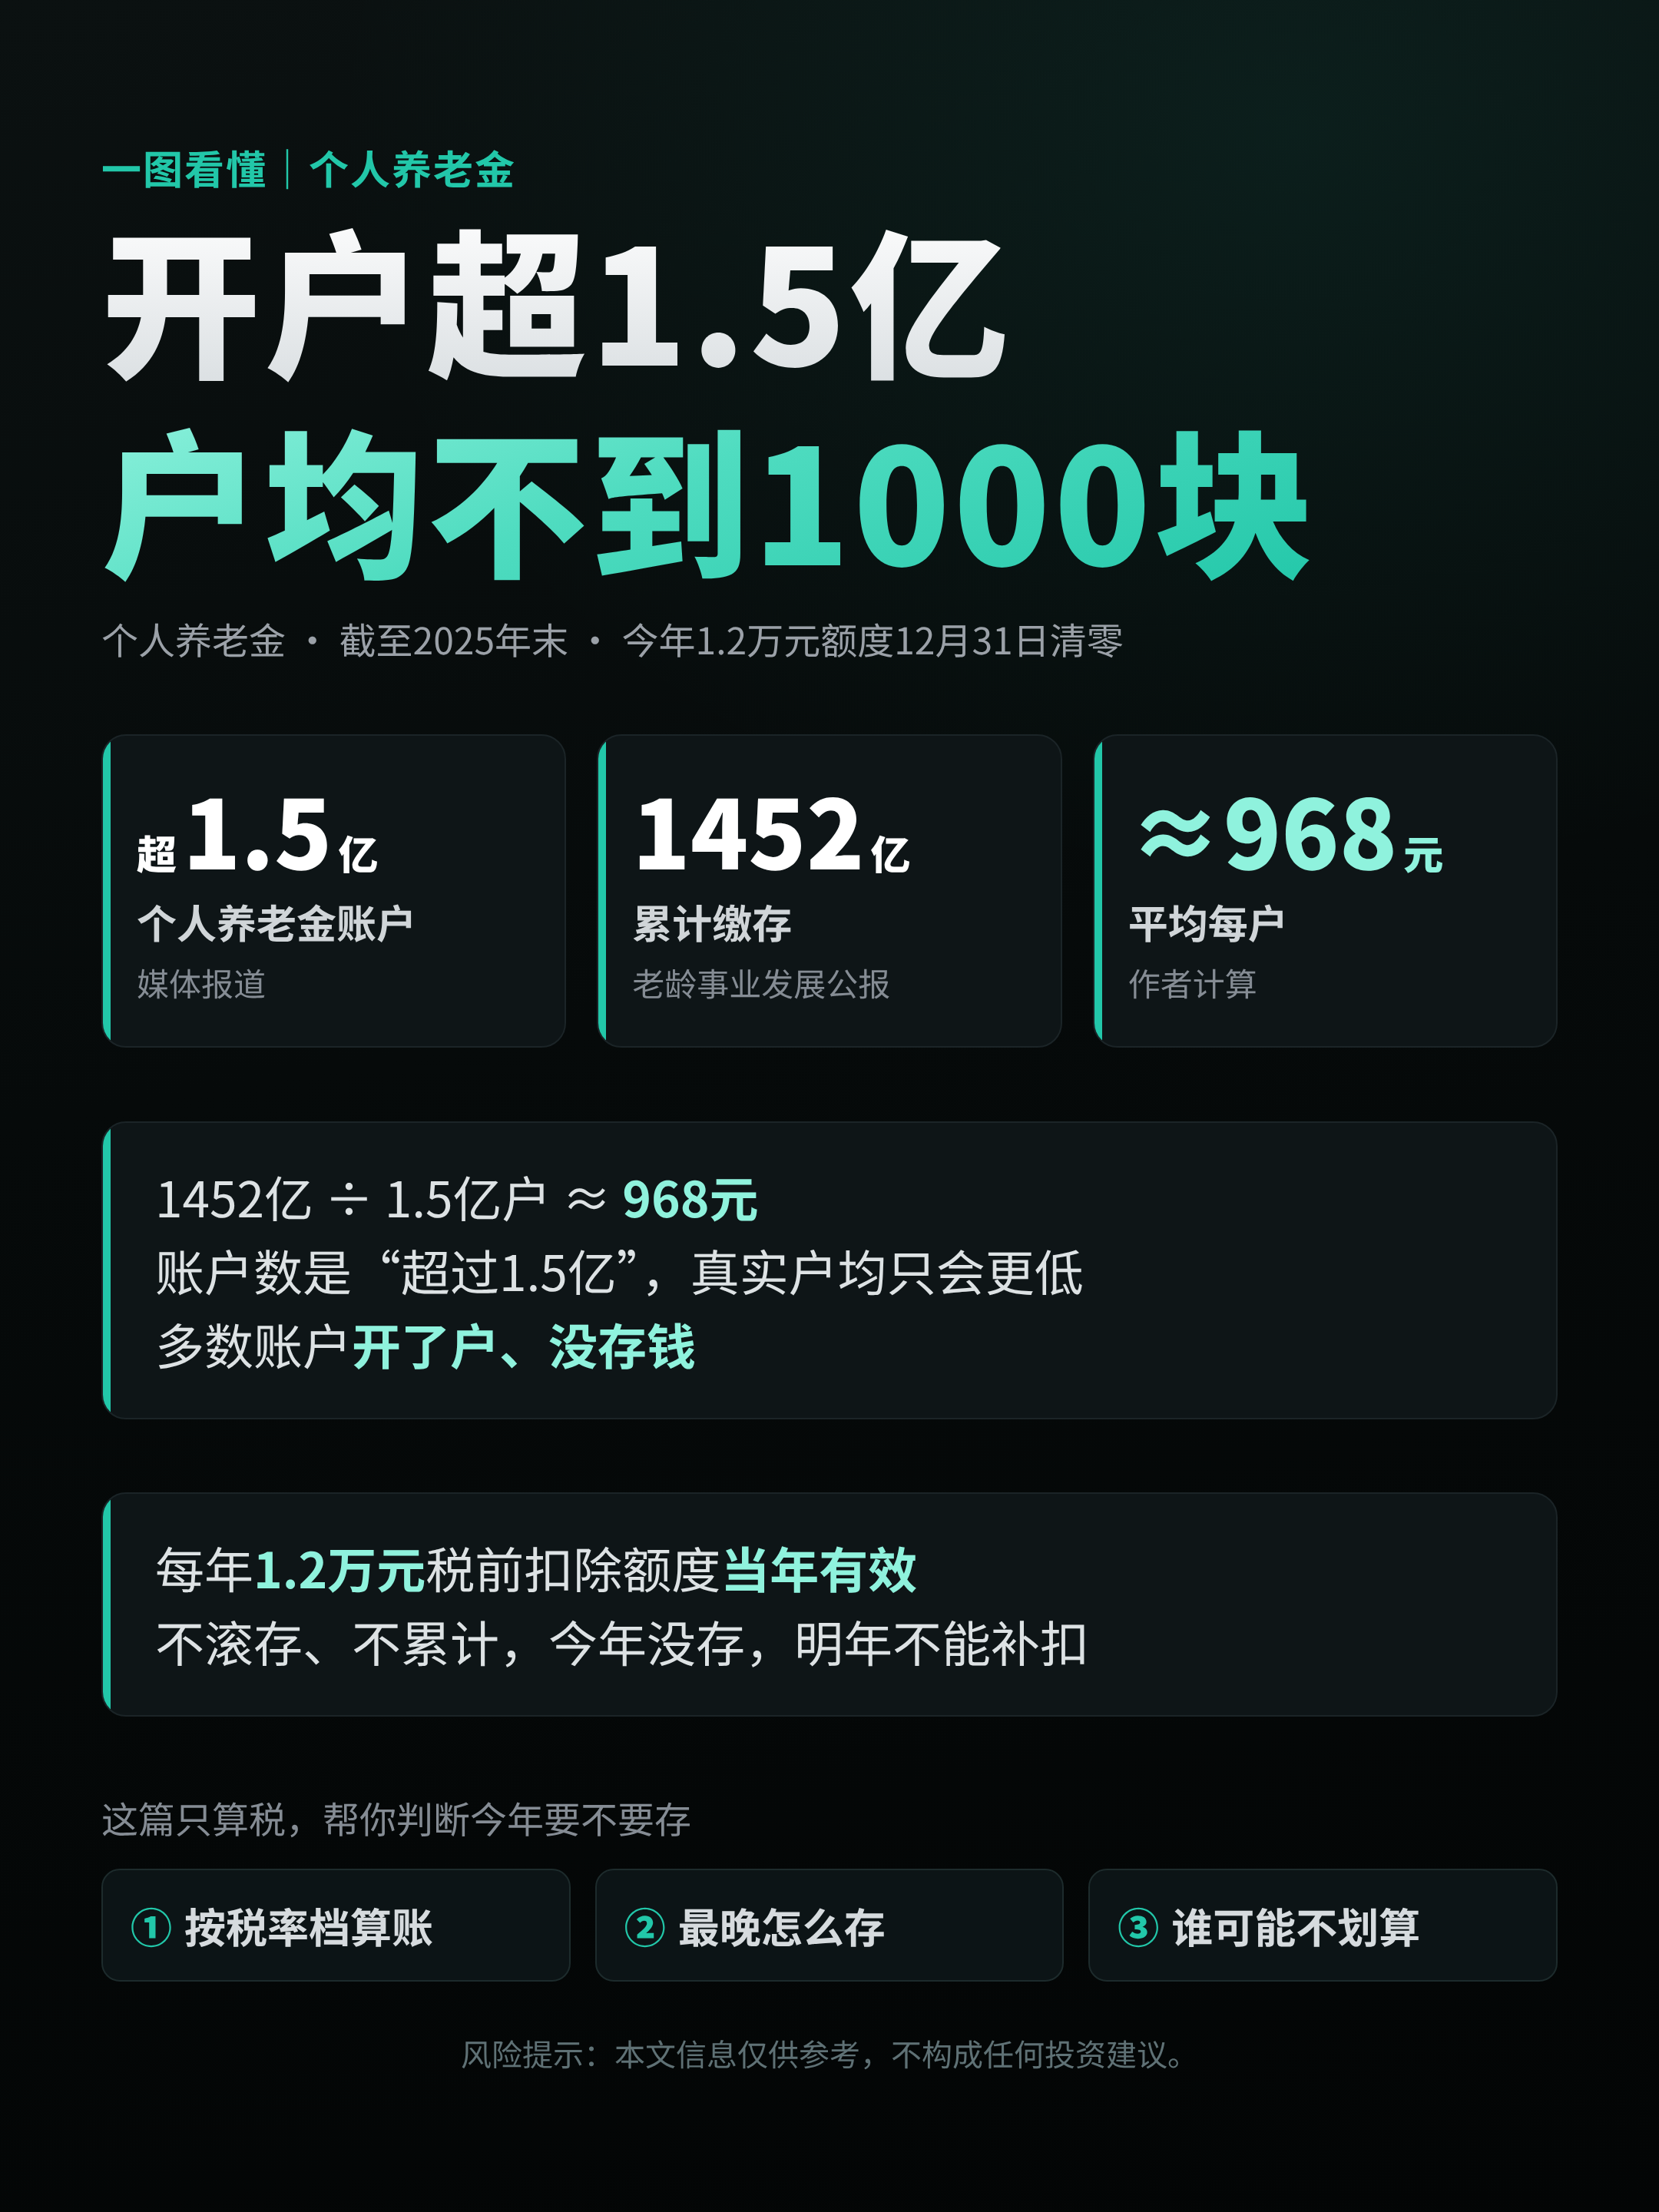 一图看懂｜个人养老金
开户超1.5亿
户均不到1000块
个人养老金 · 截至2025年末 · 今年1.2万元额度12月31日清零
超1.5亿
个人养老金账户
媒体报道
1452亿
累计缴存
老龄事业发展公报
≈968元
平均每户
作者计算
1452亿 ÷ 1.5亿户 ≈ 968元
账户数是“超过1.5亿”，真实户均只会更低
多数账户开了户、没存钱
每年1.2万元税前扣除额度当年有效
不滚存、不累计，今年没存，明年不能补扣
这篇只算税，帮你判断今年要不要存
① 按税率档算账
② 最晚怎么存
③ 谁可能不划算
风险提示：本文信息仅供参考，不构成任何投资建议。